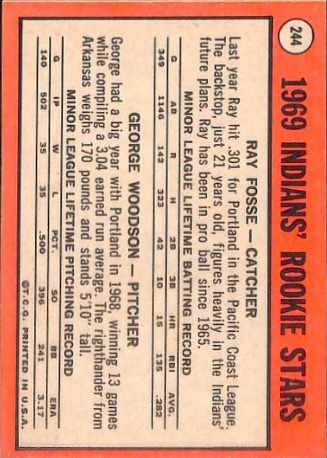 244
1969 INDIANS' ROOKIE STARS
RAY FOSSE — CATCHER
Last year Ray hit .301 for Portland in the Pacific Coast League.
The backstop, just 21 years old, figures heavily in the Indians'
future plans. Ray has been in pro ball since 1965.
MINOR LEAGUE LIFETIME BATTING RECORD
G AB R H 2B 3B HR RBI AVG.
349 1146 142 323 42 10 15 135 .282
GEORGE WOODSON — PITCHER
George had a big year with Portland in 1968, winning 13 games
while compiling a 3.04 earned run average. The righthander from
Arkansas weighs 170 pounds and stands 5'10" tall.
MINOR LEAGUE LIFETIME PITCHING RECORD
G IP W L PCT. SO BB ERA
140 502 35 35 .500 396 241 3.17
©T.C.G. PRINTED IN U.S.A.